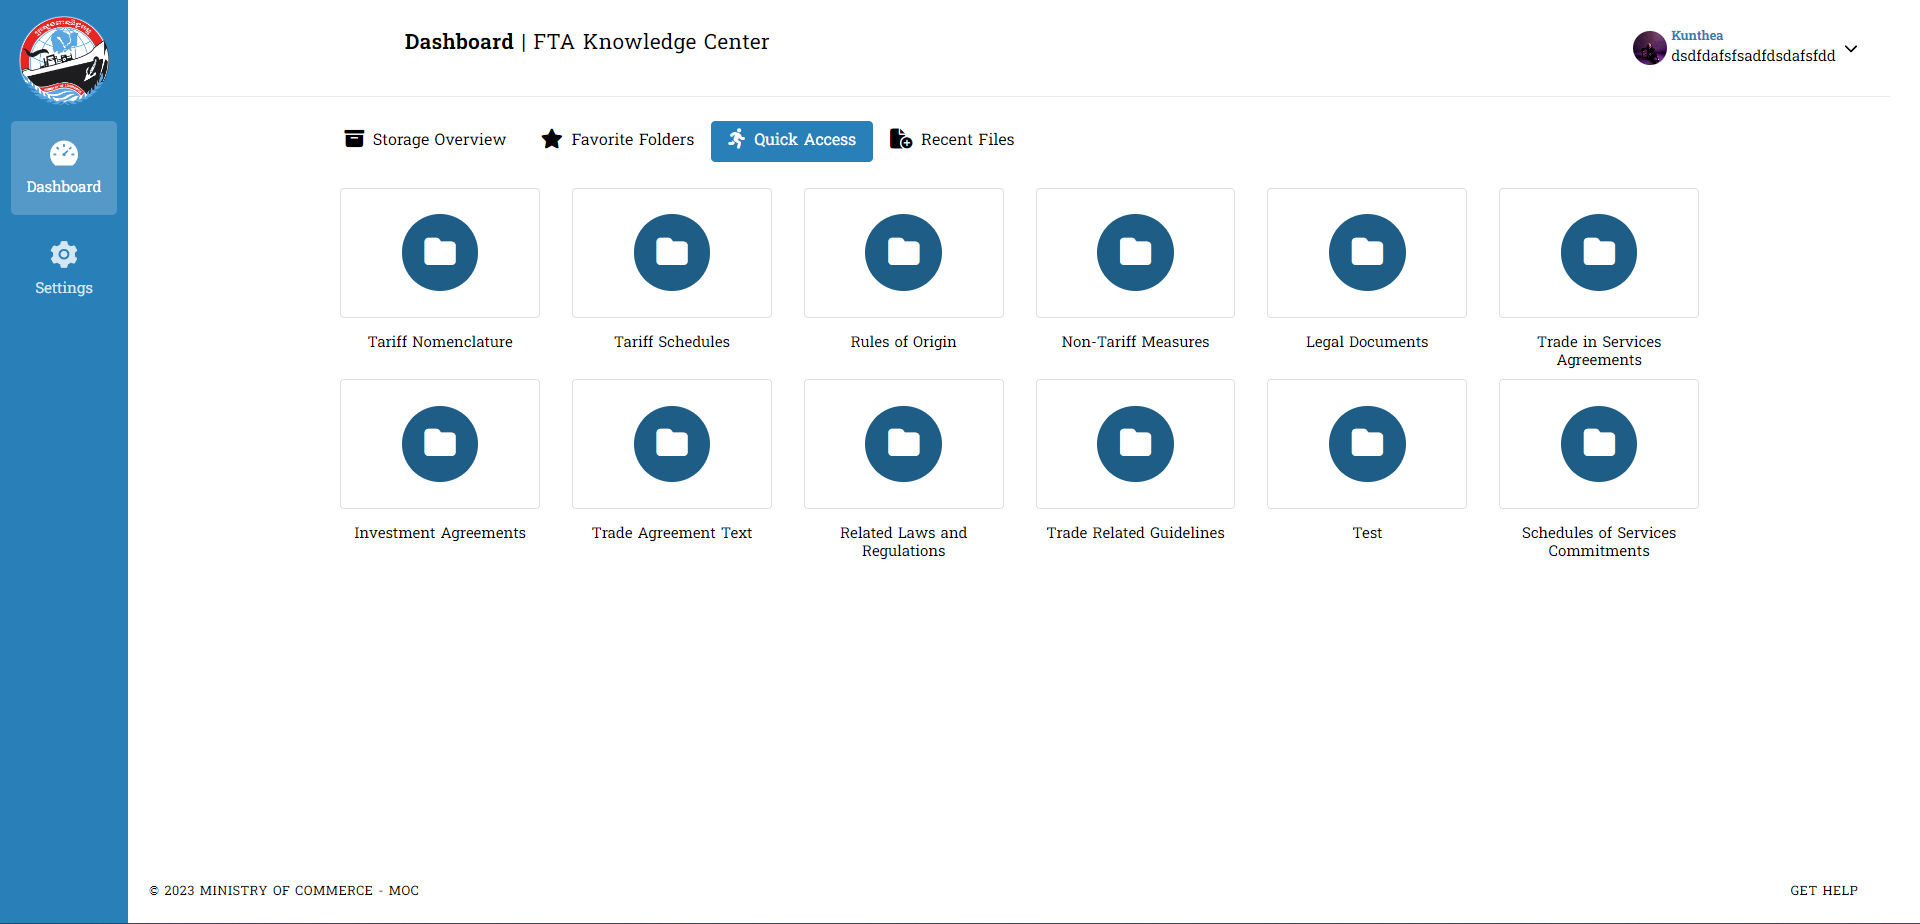 Dashboard | FTA Knowledge Center
Kunthea
dsdfdafsfsadfdsdafsfdd
Dashboard
Settings
Storage Overview
Favorite Folders
Quick Access
Recent Files
Tariff Nomenclature
Tariff Schedules
Rules of Origin
Non-Tariff Measures
Legal Documents
Trade in Services
Agreements
Investment Agreements
Trade Agreement Text
Related Laws and
Regulations
Trade Related Guidelines
Test
Schedules of Services
Commitments
© 2023 MINISTRY OF COMMERCE - MOC
GET HELP